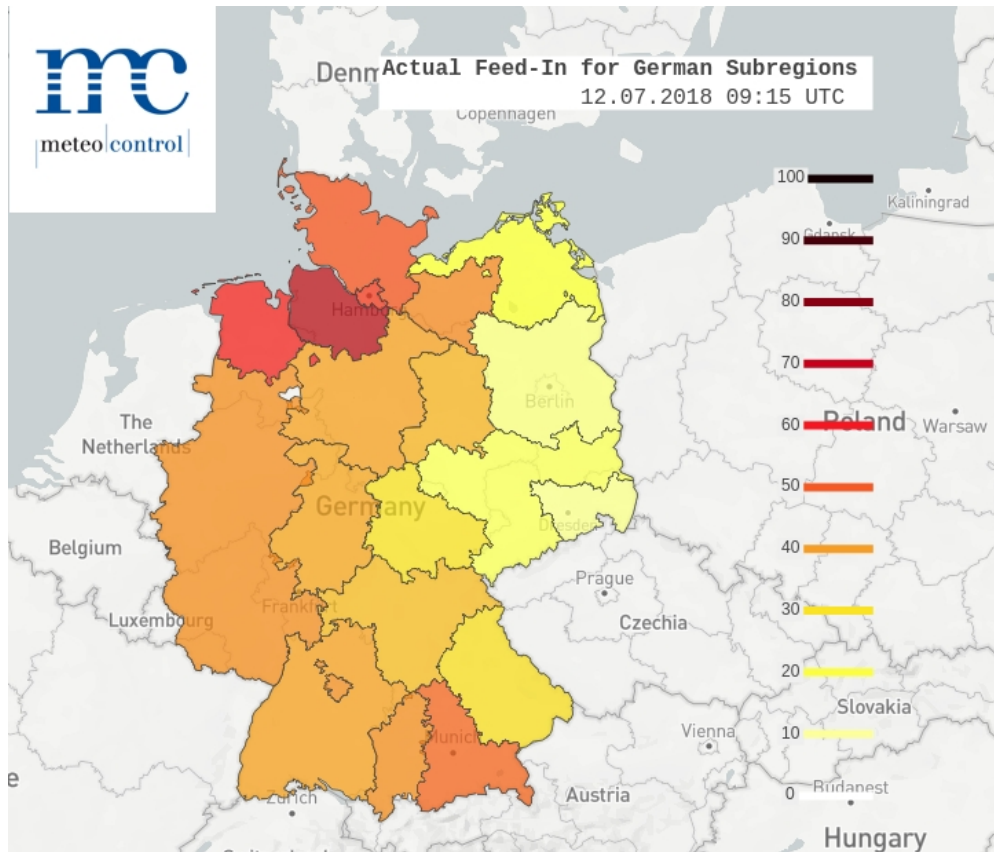 mc
meteo control
Denm
Actual Feed-In for German Subregions
12.07.2018 09:15 UTC
Copenhagen
100
Kaliningrad
Gdansk
90
80
Hambo
70
The
Netherlands
Berlin
60
Poland
Warsaw
50
Germany
Dresden
Belgium
40
Prague
Luxembourg
Frankfurt
30
Czechia
20
Slovakia
Munich
10
Vienna
e
Zurich
Austria
0
Budapest
Hungary